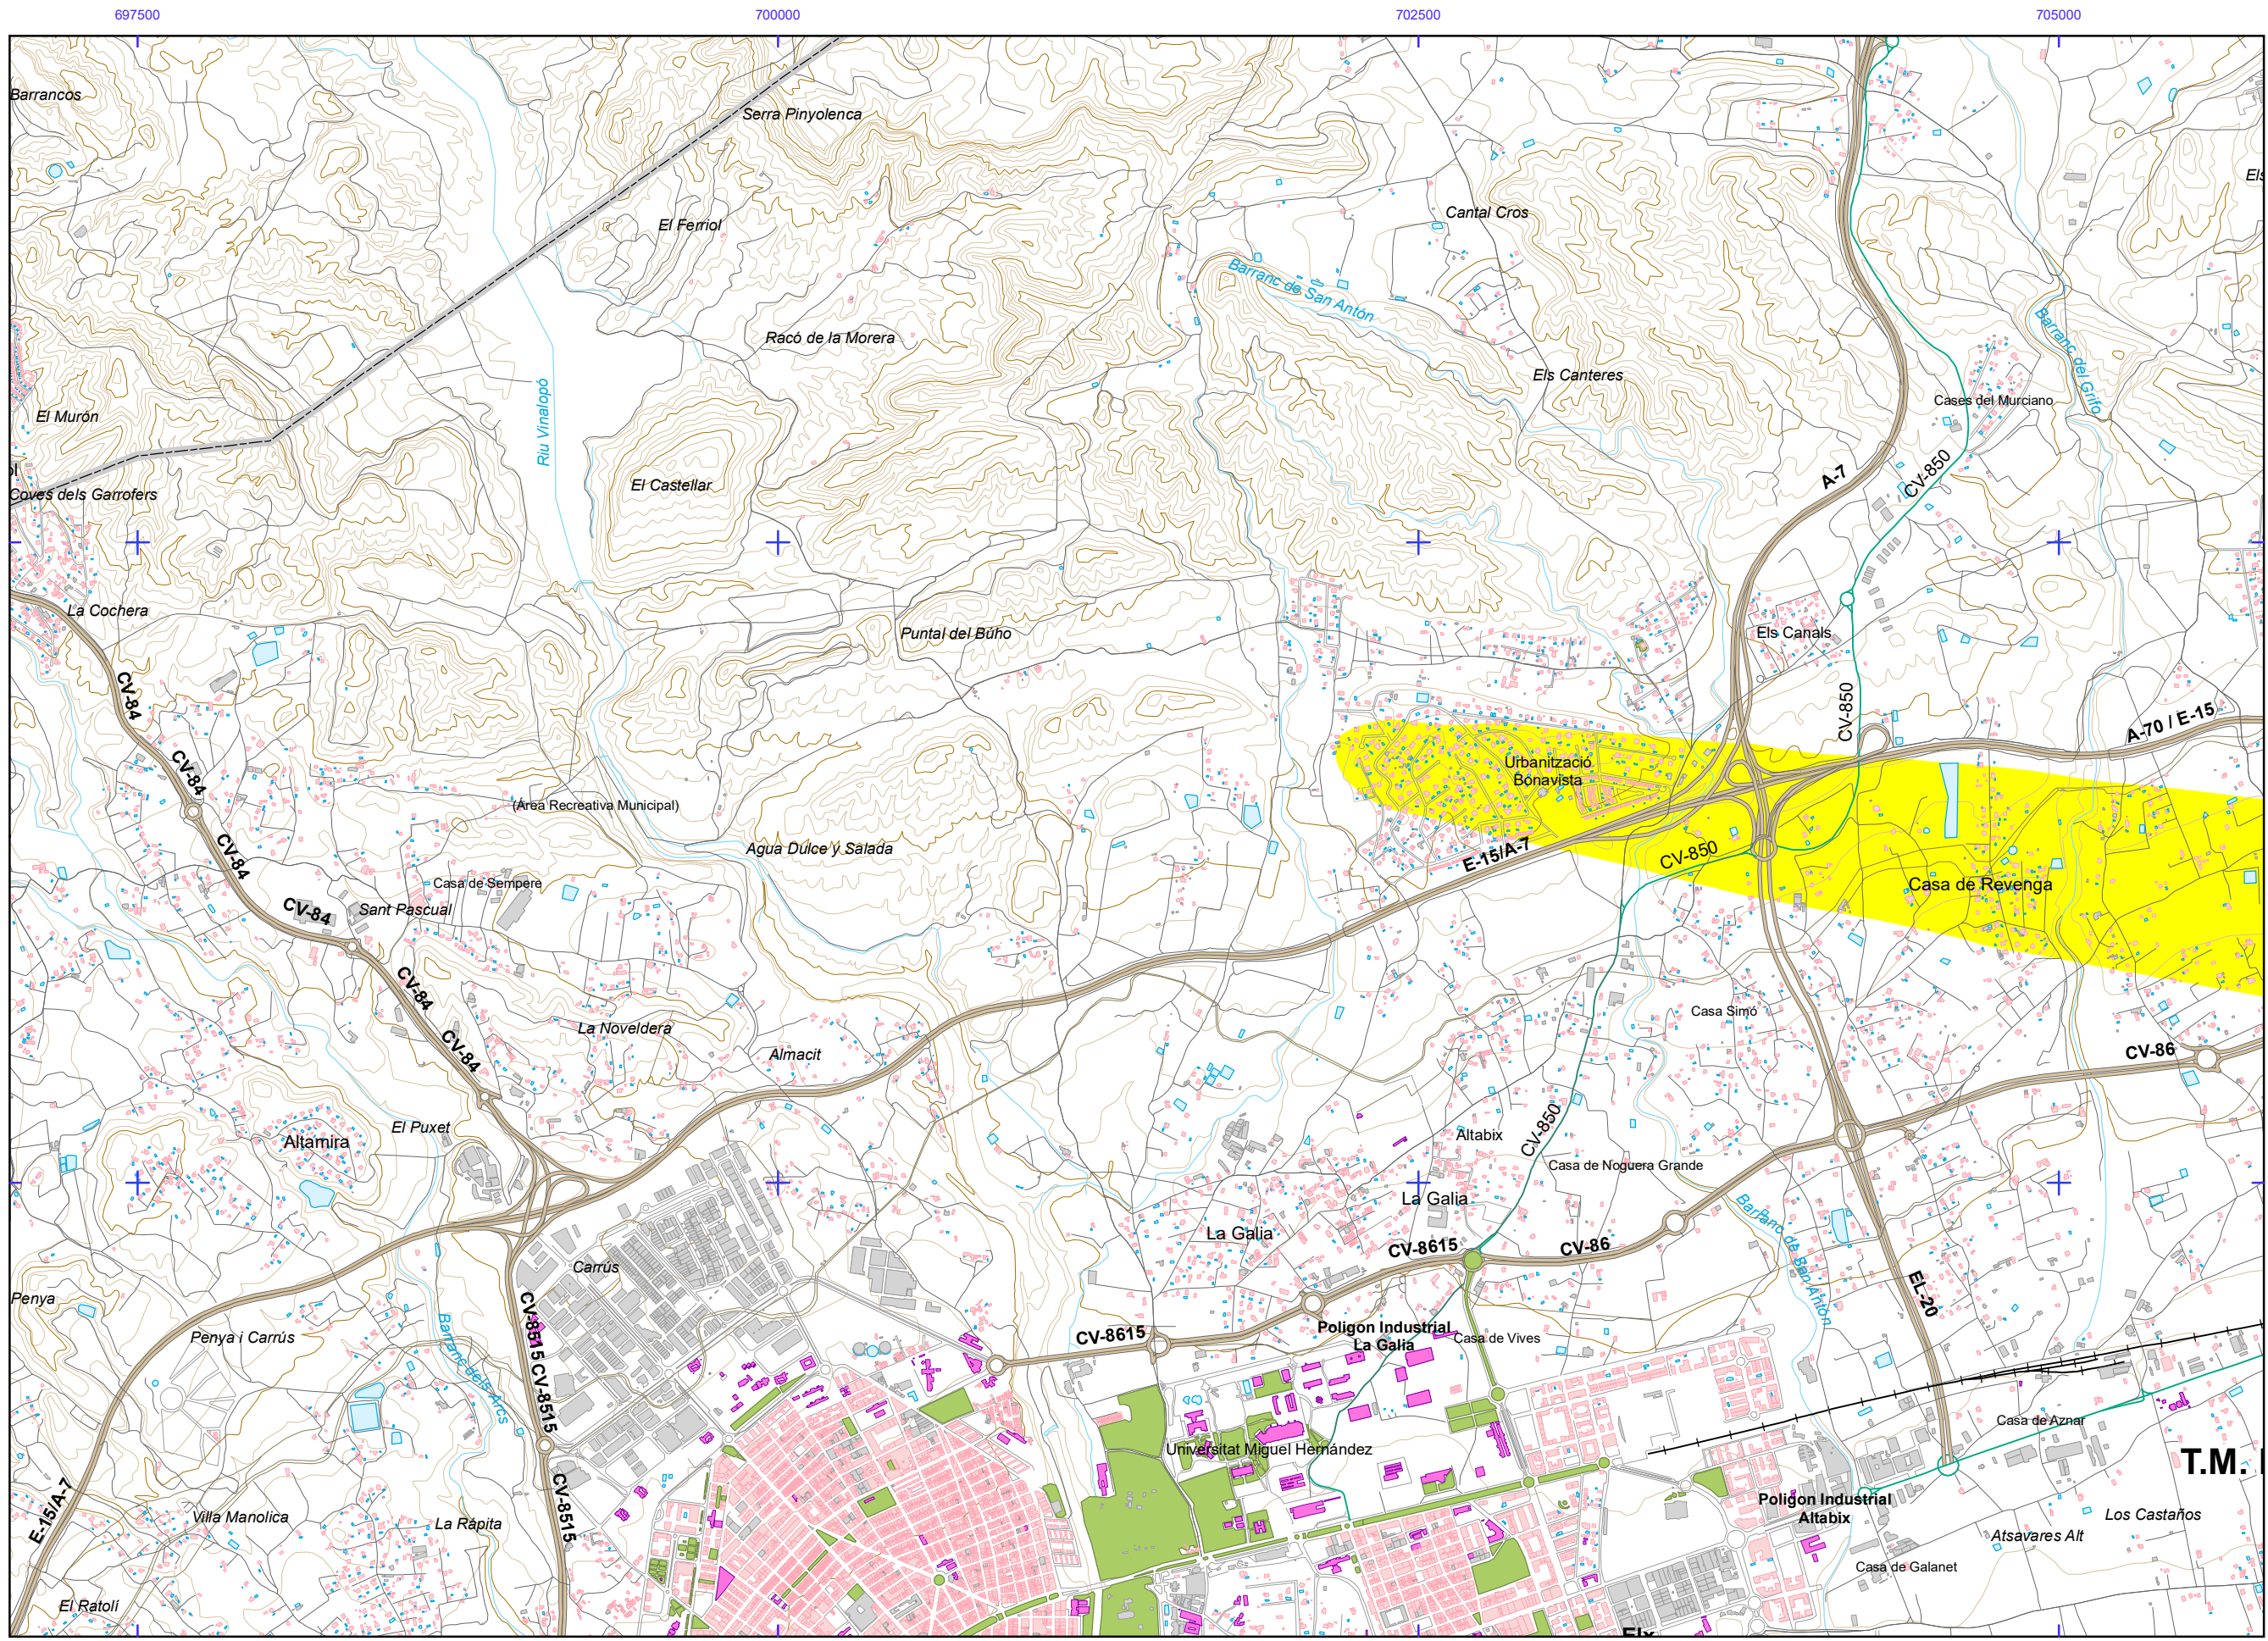 697500 700000 702500 705000
Barrancos
Serra Pinyolenca
El Ferriol
Cantal Cros
Barranc de San Antón
Racó de la Morera
Riu Vinalopó
Els Canteres
Barranc del Grifo
Cases del Murciano
El Murón
El Castellar
A-7
CV-850
Coves dels Garrofers
La Cochera
Puntal del Búho
Els Canals
CV-84
CV-850
A-70 / E-15
CV-84
Urbanització
Bonavista
(Área Recreativa Municipal)
Agua Dulce y Salada
E-15/A-7
CV-850
CV-84
Casa de Sempere
Casa de Revenga
CV-84
Sant Pascual
CV-84
La Noveldera
Casa Simó
CV-84
Almacit
CV-86
El Puxet
Altamira
Altabix
CV-850
Casa de Noguera Grande
La Galia
La Galia
Barranc de San Antón
CV-8615
CV-86
Carrús
EL-20
Penya
Penya i Carrús
Barranc dels Arcs
CV-8515
CV-8515
CV-8615
Poligon Industrial
La Galia
Casa de Vives
Casa de Aznar
Universitat Miguel Hernández
T.M.
CV-8515
E-15/A-7
Villa Manolica
La Rápita
Poligon Industrial
Altabix
Los Castaños
Atsavares Alt
Casa de Galanet
El Ratolí